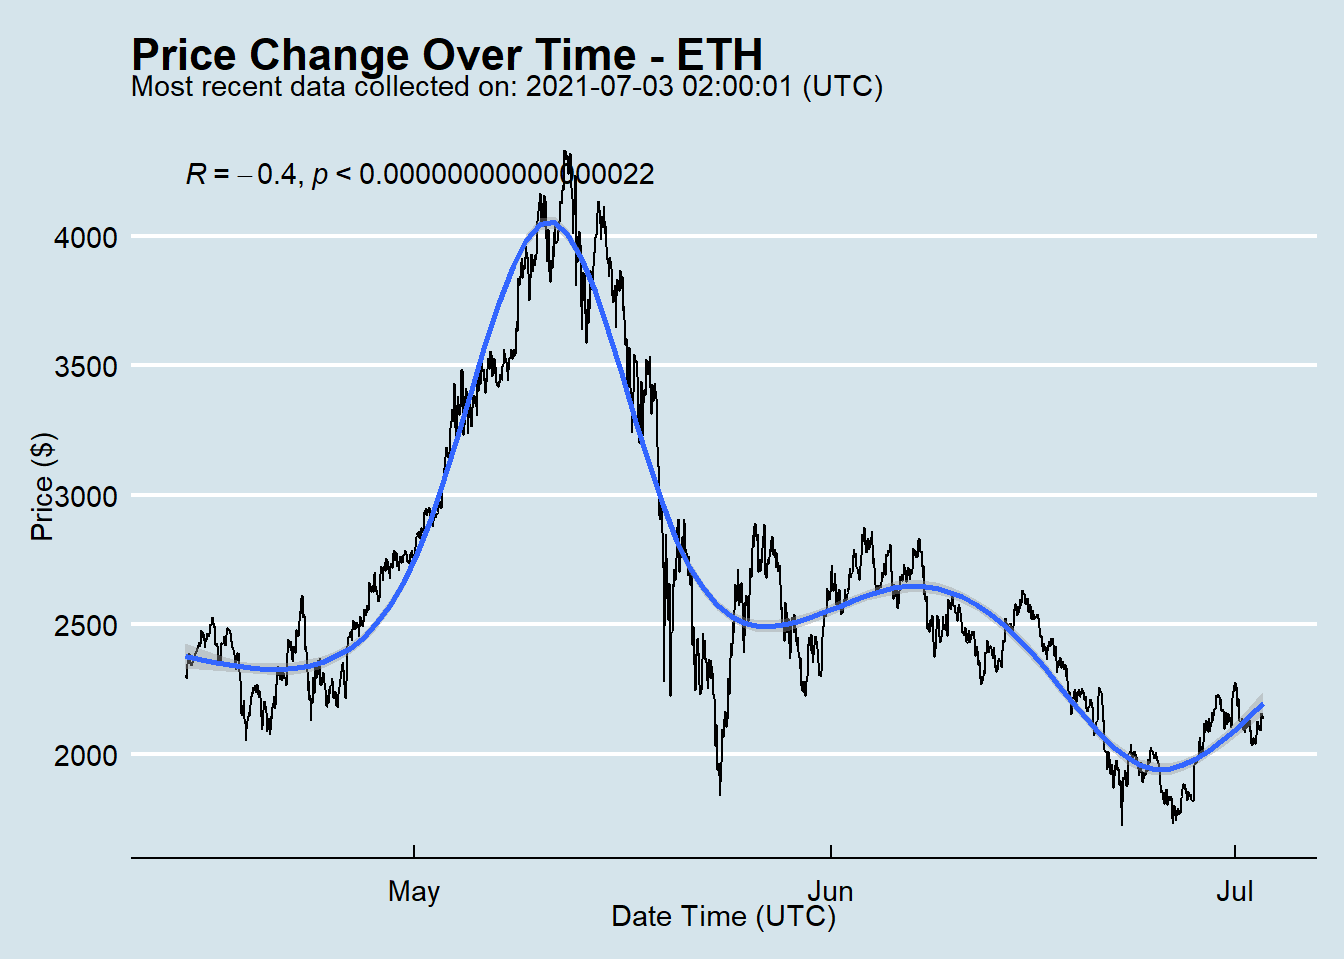 Price Change Over Time - ETH
Most recent data collected on: 2021-07-03 02:00:01 (UTC)
R = −0.4, p < 0.00000000000000022
4000
3500
3000
2500
2000
Price ($)
May
Jun
Jul
Date Time (UTC)